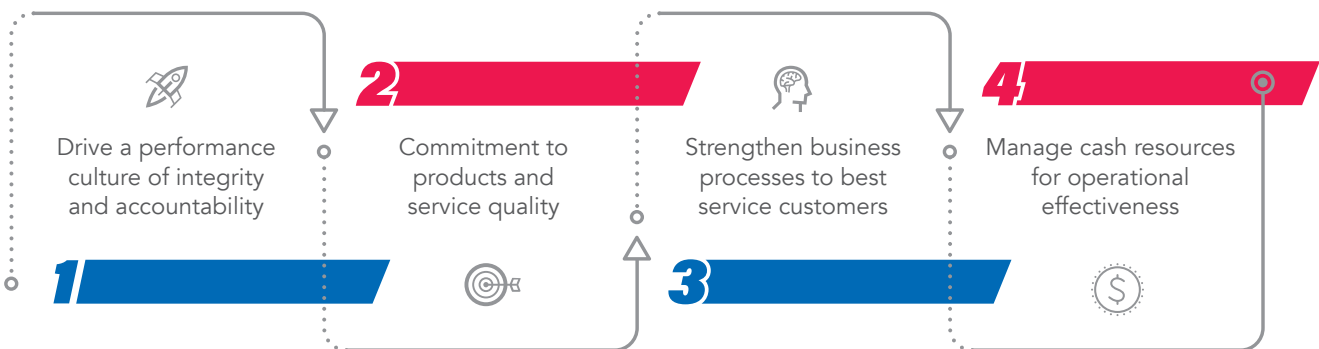 Drive a performance
culture of integrity
and accountability
1
2
Commitment to
products and
service quality
Strengthen business
processes to best
service customers
3
4
Manage cash resources
for operational
effectiveness
$